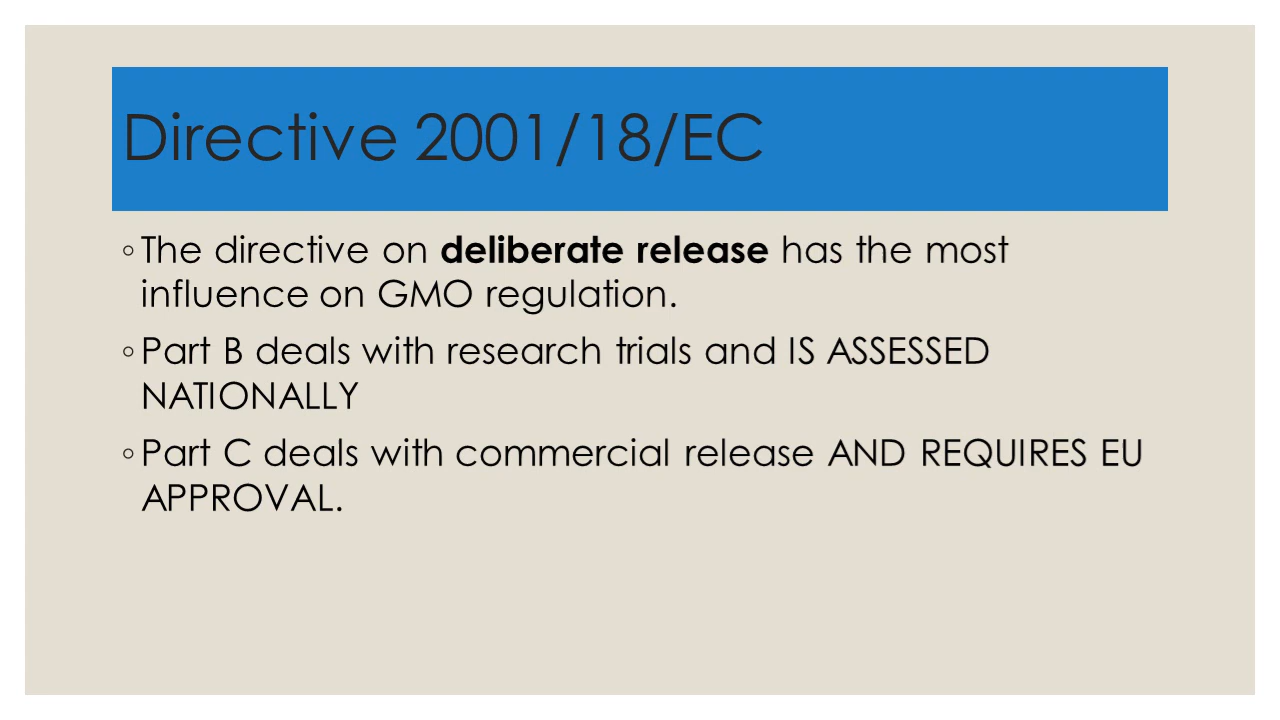 Directive 2001/18/EC
◦ The directive on deliberate release has the most
influence on GMO regulation.
◦ Part B deals with research trials and IS ASSESSED
NATIONALLY
◦ Part C deals with commercial release AND REQUIRES EU
APPROVAL.